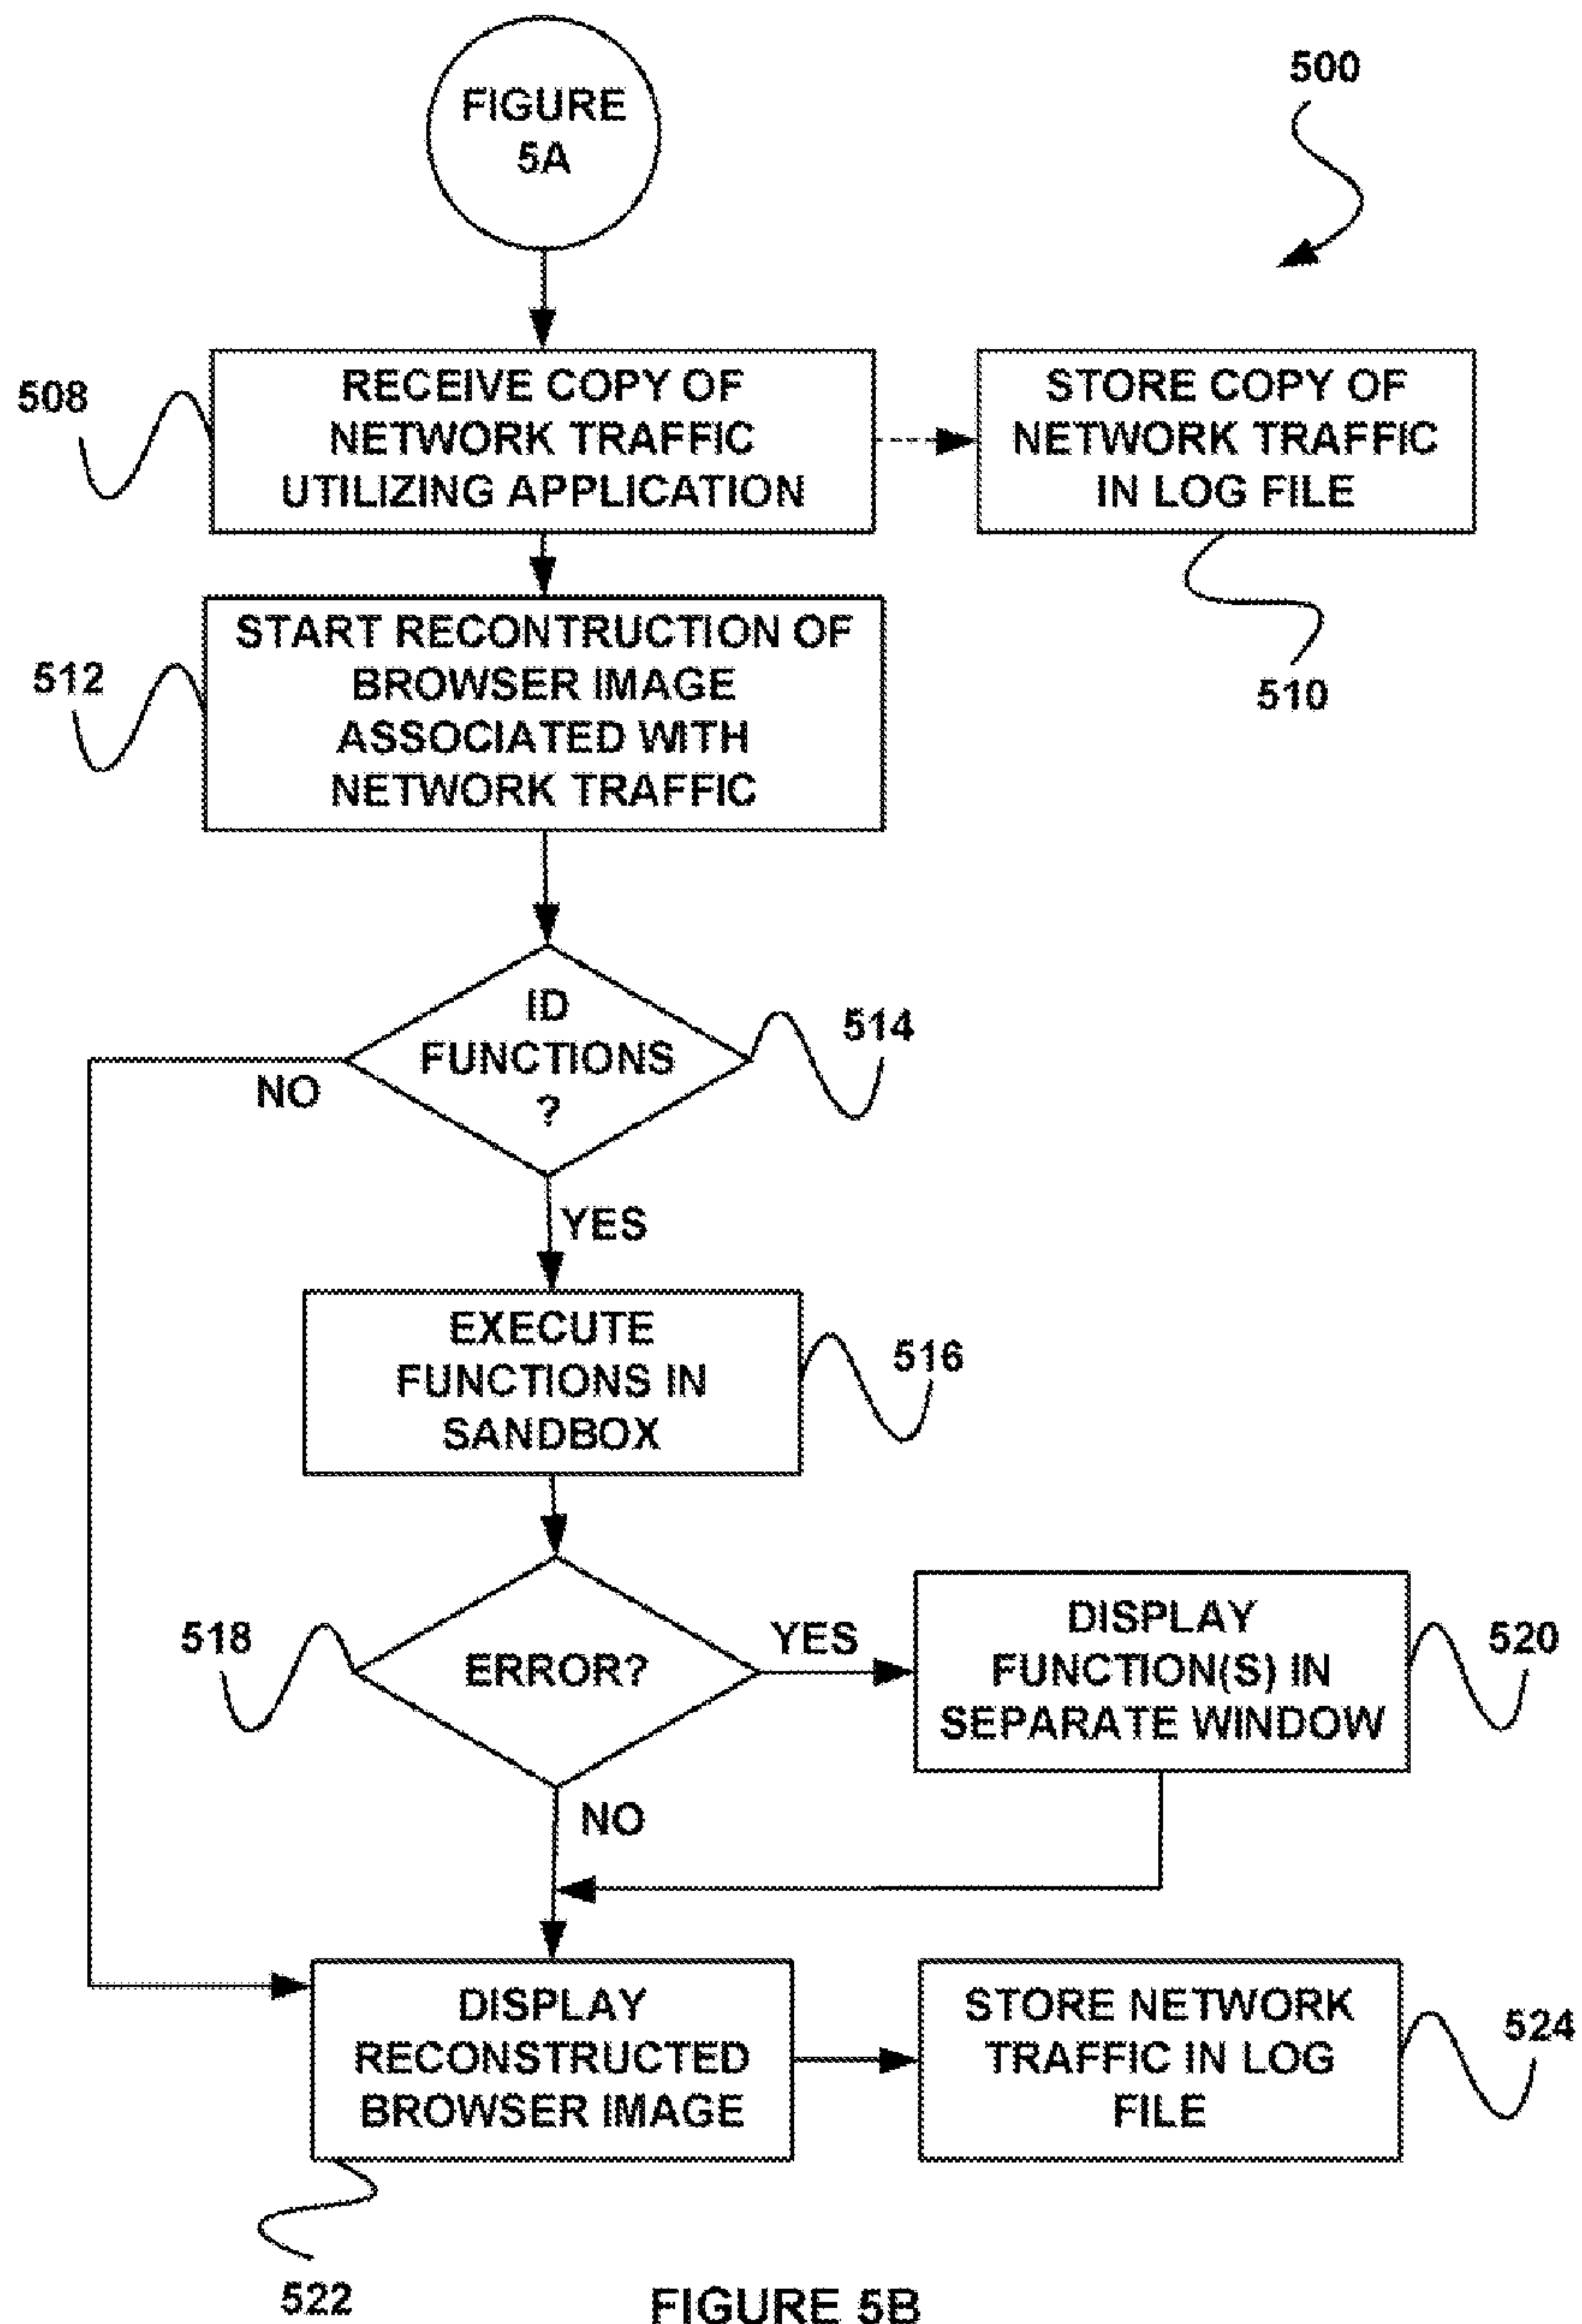 FIGURE
5A
500
508
RECEIVE COPY OF
NETWORK TRAFFIC
UTILIZING APPLICATION
STORE COPY OF
NETWORK TRAFFIC
IN LOG FILE
510
512
START RECONTRUCTION OF
BROWSER IMAGE
ASSOCIATED WITH
NETWORK TRAFFIC
ID
FUNCTIONS
?
514
NO
YES
EXECUTE
FUNCTIONS IN
SANDBOX
516
518
ERROR?
YES
DISPLAY
FUNCTION(S) IN
SEPARATE WINDOW
520
NO
DISPLAY
RECONSTRUCTED
BROWSER IMAGE
STORE NETWORK
TRAFFIC IN LOG
FILE
524
522
FIGURE 5B